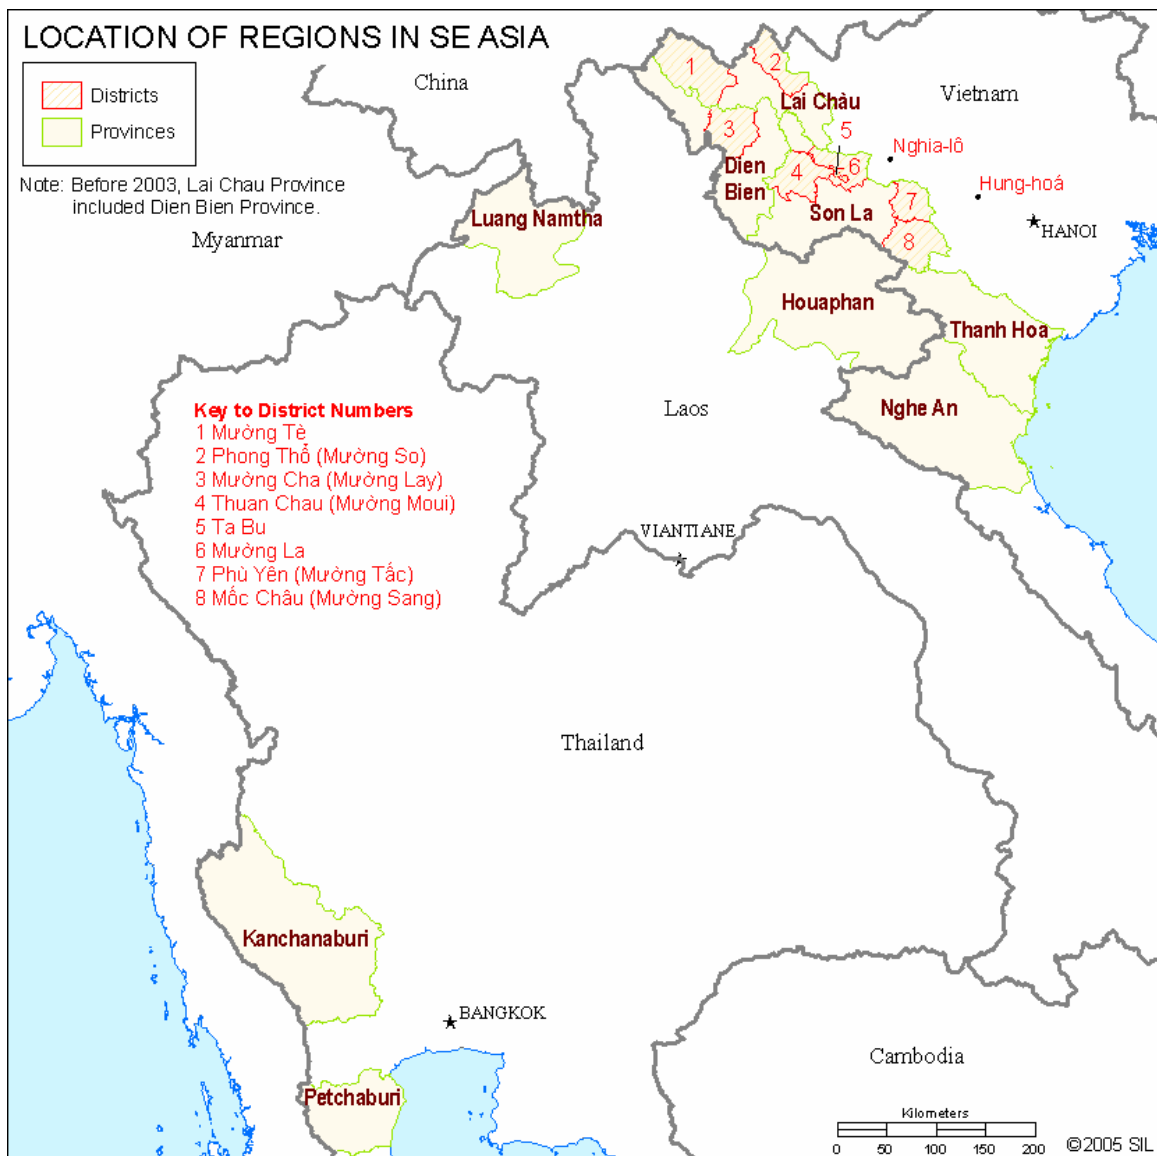 LOCATION OF REGIONS IN SE ASIA
Districts
Provinces
Note: Before 2003, Lai Chau Province
included Dien Bien Province.
China
Vietnam
Myanmar
Luang Namtha
1
2
Lai Chàu
3
5
Nghia-lô
Dien
Bien
4
6
Hung-hoá
Son La
7
HANOI
8
Houaphan
Thanh Hoa
Nghe An
Laos
Key to District Numbers
1 Mường Tè
2 Phong Thổ (Mường So)
3 Mường Cha (Mường Lay)
4 Thuan Chau (Mường Moui)
5 Ta Bu
6 Mường La
7 Phù Yên (Mường Tấc)
8 Mốc Châu (Mường Sang)
VIANTIANE
Thailand
Kanchanaburi
BANGKOK
Cambodia
Petchaburi
Kilometers
0 50 100 150 200
©2005 SIL